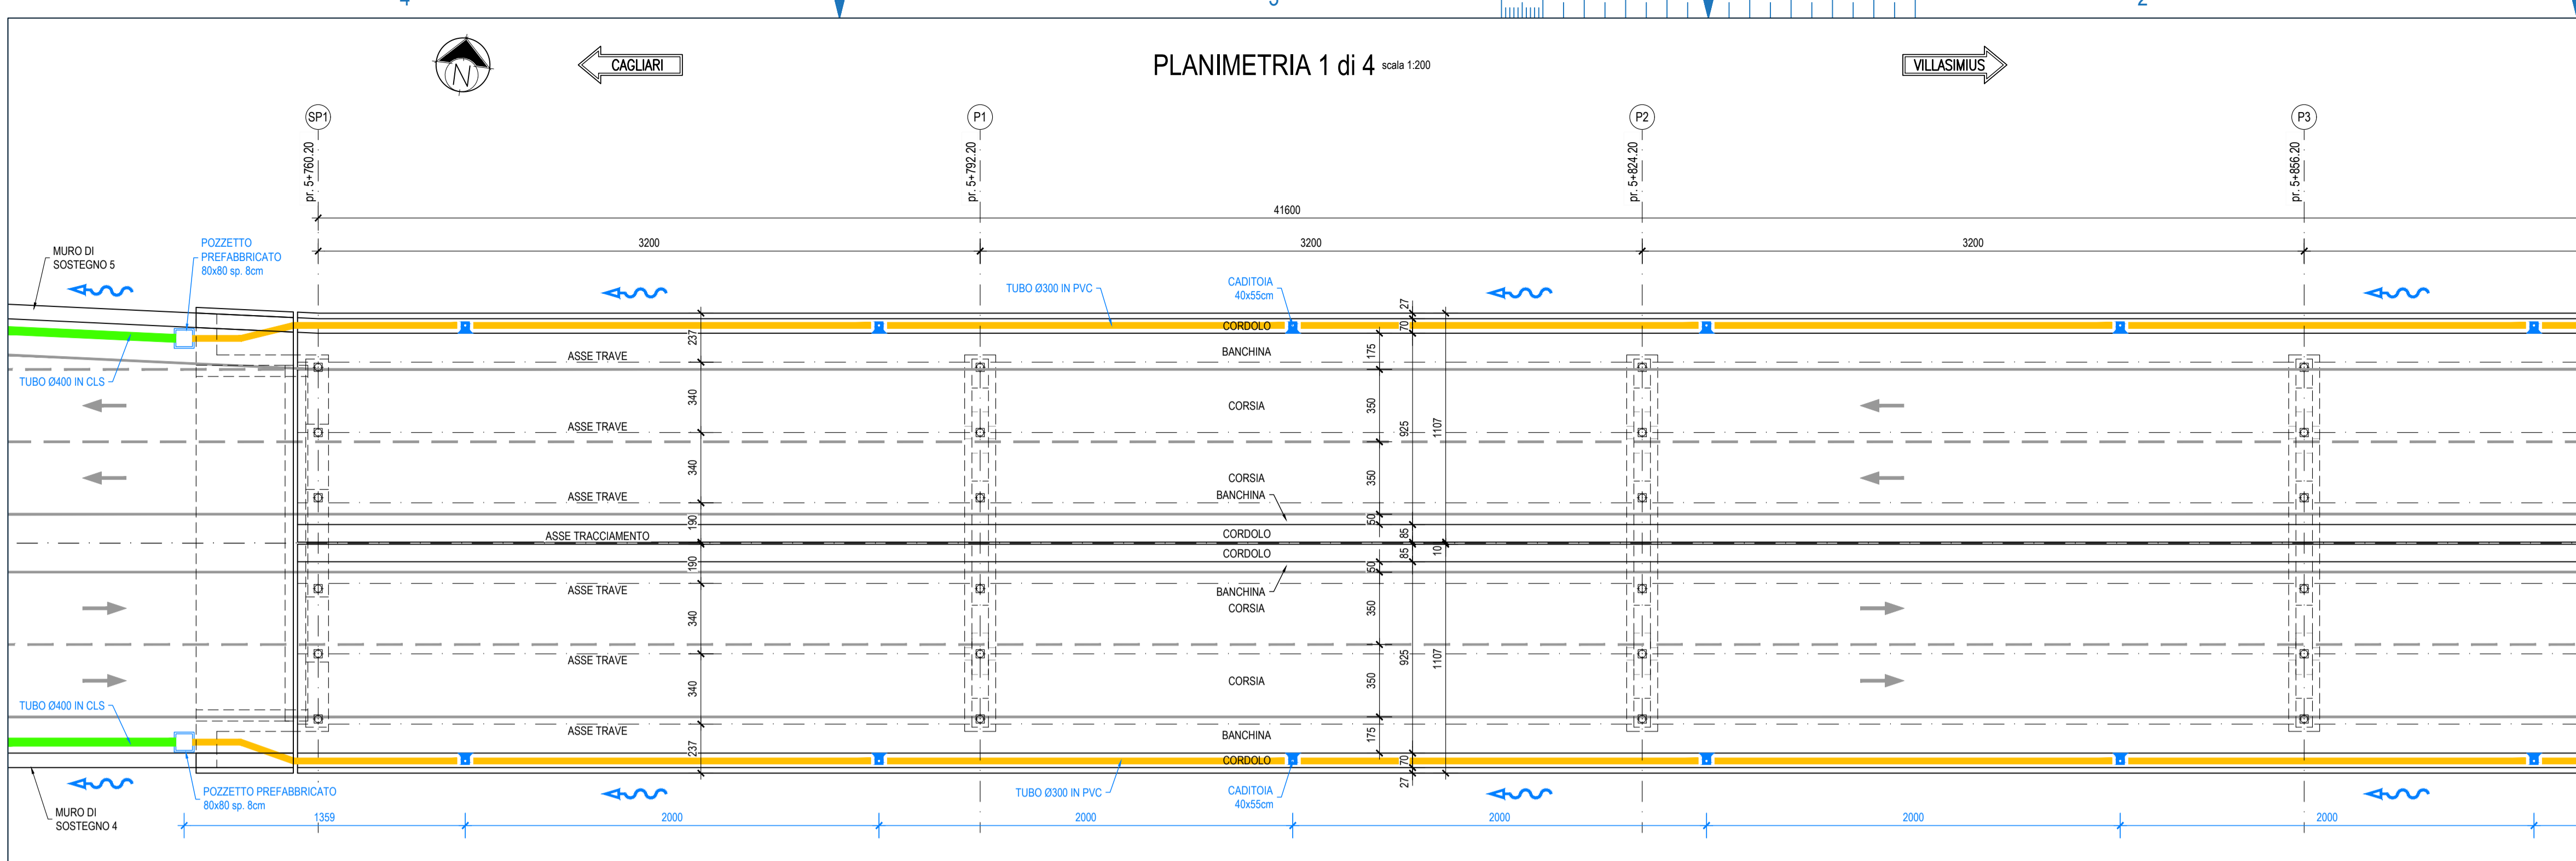 4
3
2
N
CAGLIARI
PLANIMETRIA 1 di 4 scala 1:200
VILLASIMIUS
SP1
P1
P2
P3
pr. 5+760.20
pr. 5+792.20
pr. 5+824.20
pr. 5+856.20
41600
3200
3200
3200
MURO DI
SOSTEGNO 5
POZZETTO
PREFABBRICATO
80x80 sp. 8cm
TUBO Ø300 IN PVC
CADITOIA
40x55cm
27
237
CORDOLO
70
ASSE TRAVE
BANCHINA
175
TUBO Ø400 IN CLS
340
CORSIA
350
ASSE TRAVE
925
1107
340
CORSIA
350
ASSE TRAVE
BANCHINA
190
50
ASSE TRACCIAMENTO
CORDOLO
85
CORDOLO
85
10
190
50
ASSE TRAVE
BANCHINA
CORSIA
350
340
ASSE TRAVE
925
1107
340
CORSIA
350
TUBO Ø400 IN CLS
ASSE TRAVE
BANCHINA
175
237
CORDOLO
70
27
POZZETTO PREFABBRICATO
80x80 sp. 8cm
TUBO Ø300 IN PVC
CADITOIA
40x55cm
MURO DI
SOSTEGNO 4
1359
2000
2000
2000
2000
2000